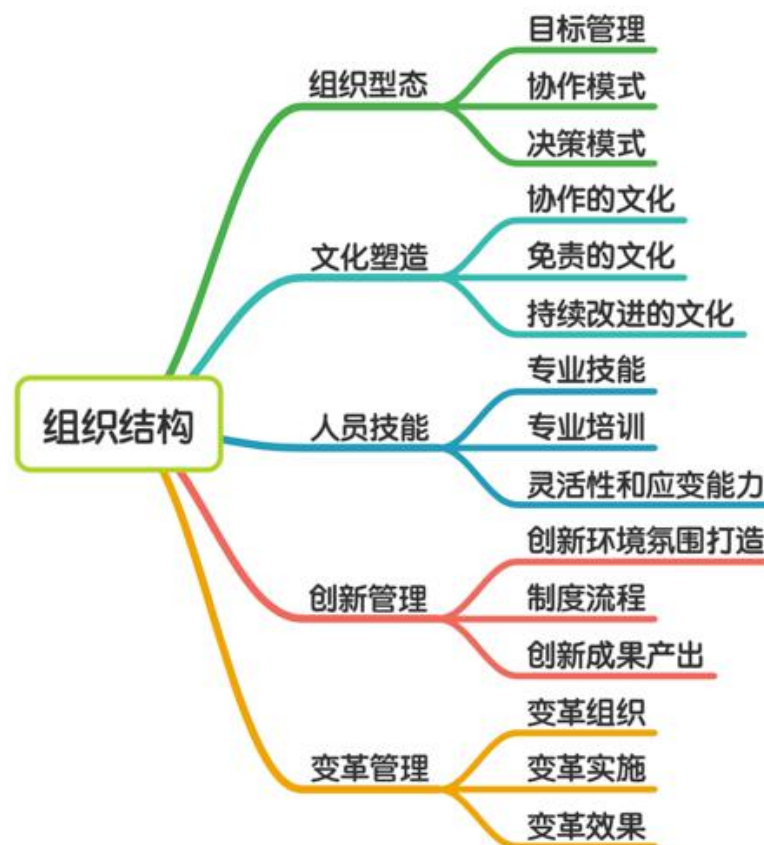 组织结构
组织型态
目标管理
协作模式
决策模式
文化塑造
协作的文化
免责的文化
持续改进的文化
人员技能
专业技能
专业培训
灵活性和应变能力
创新管理
创新环境氛围打造
制度流程
创新成果产出
变革管理
变革组织
变革实施
变革效果